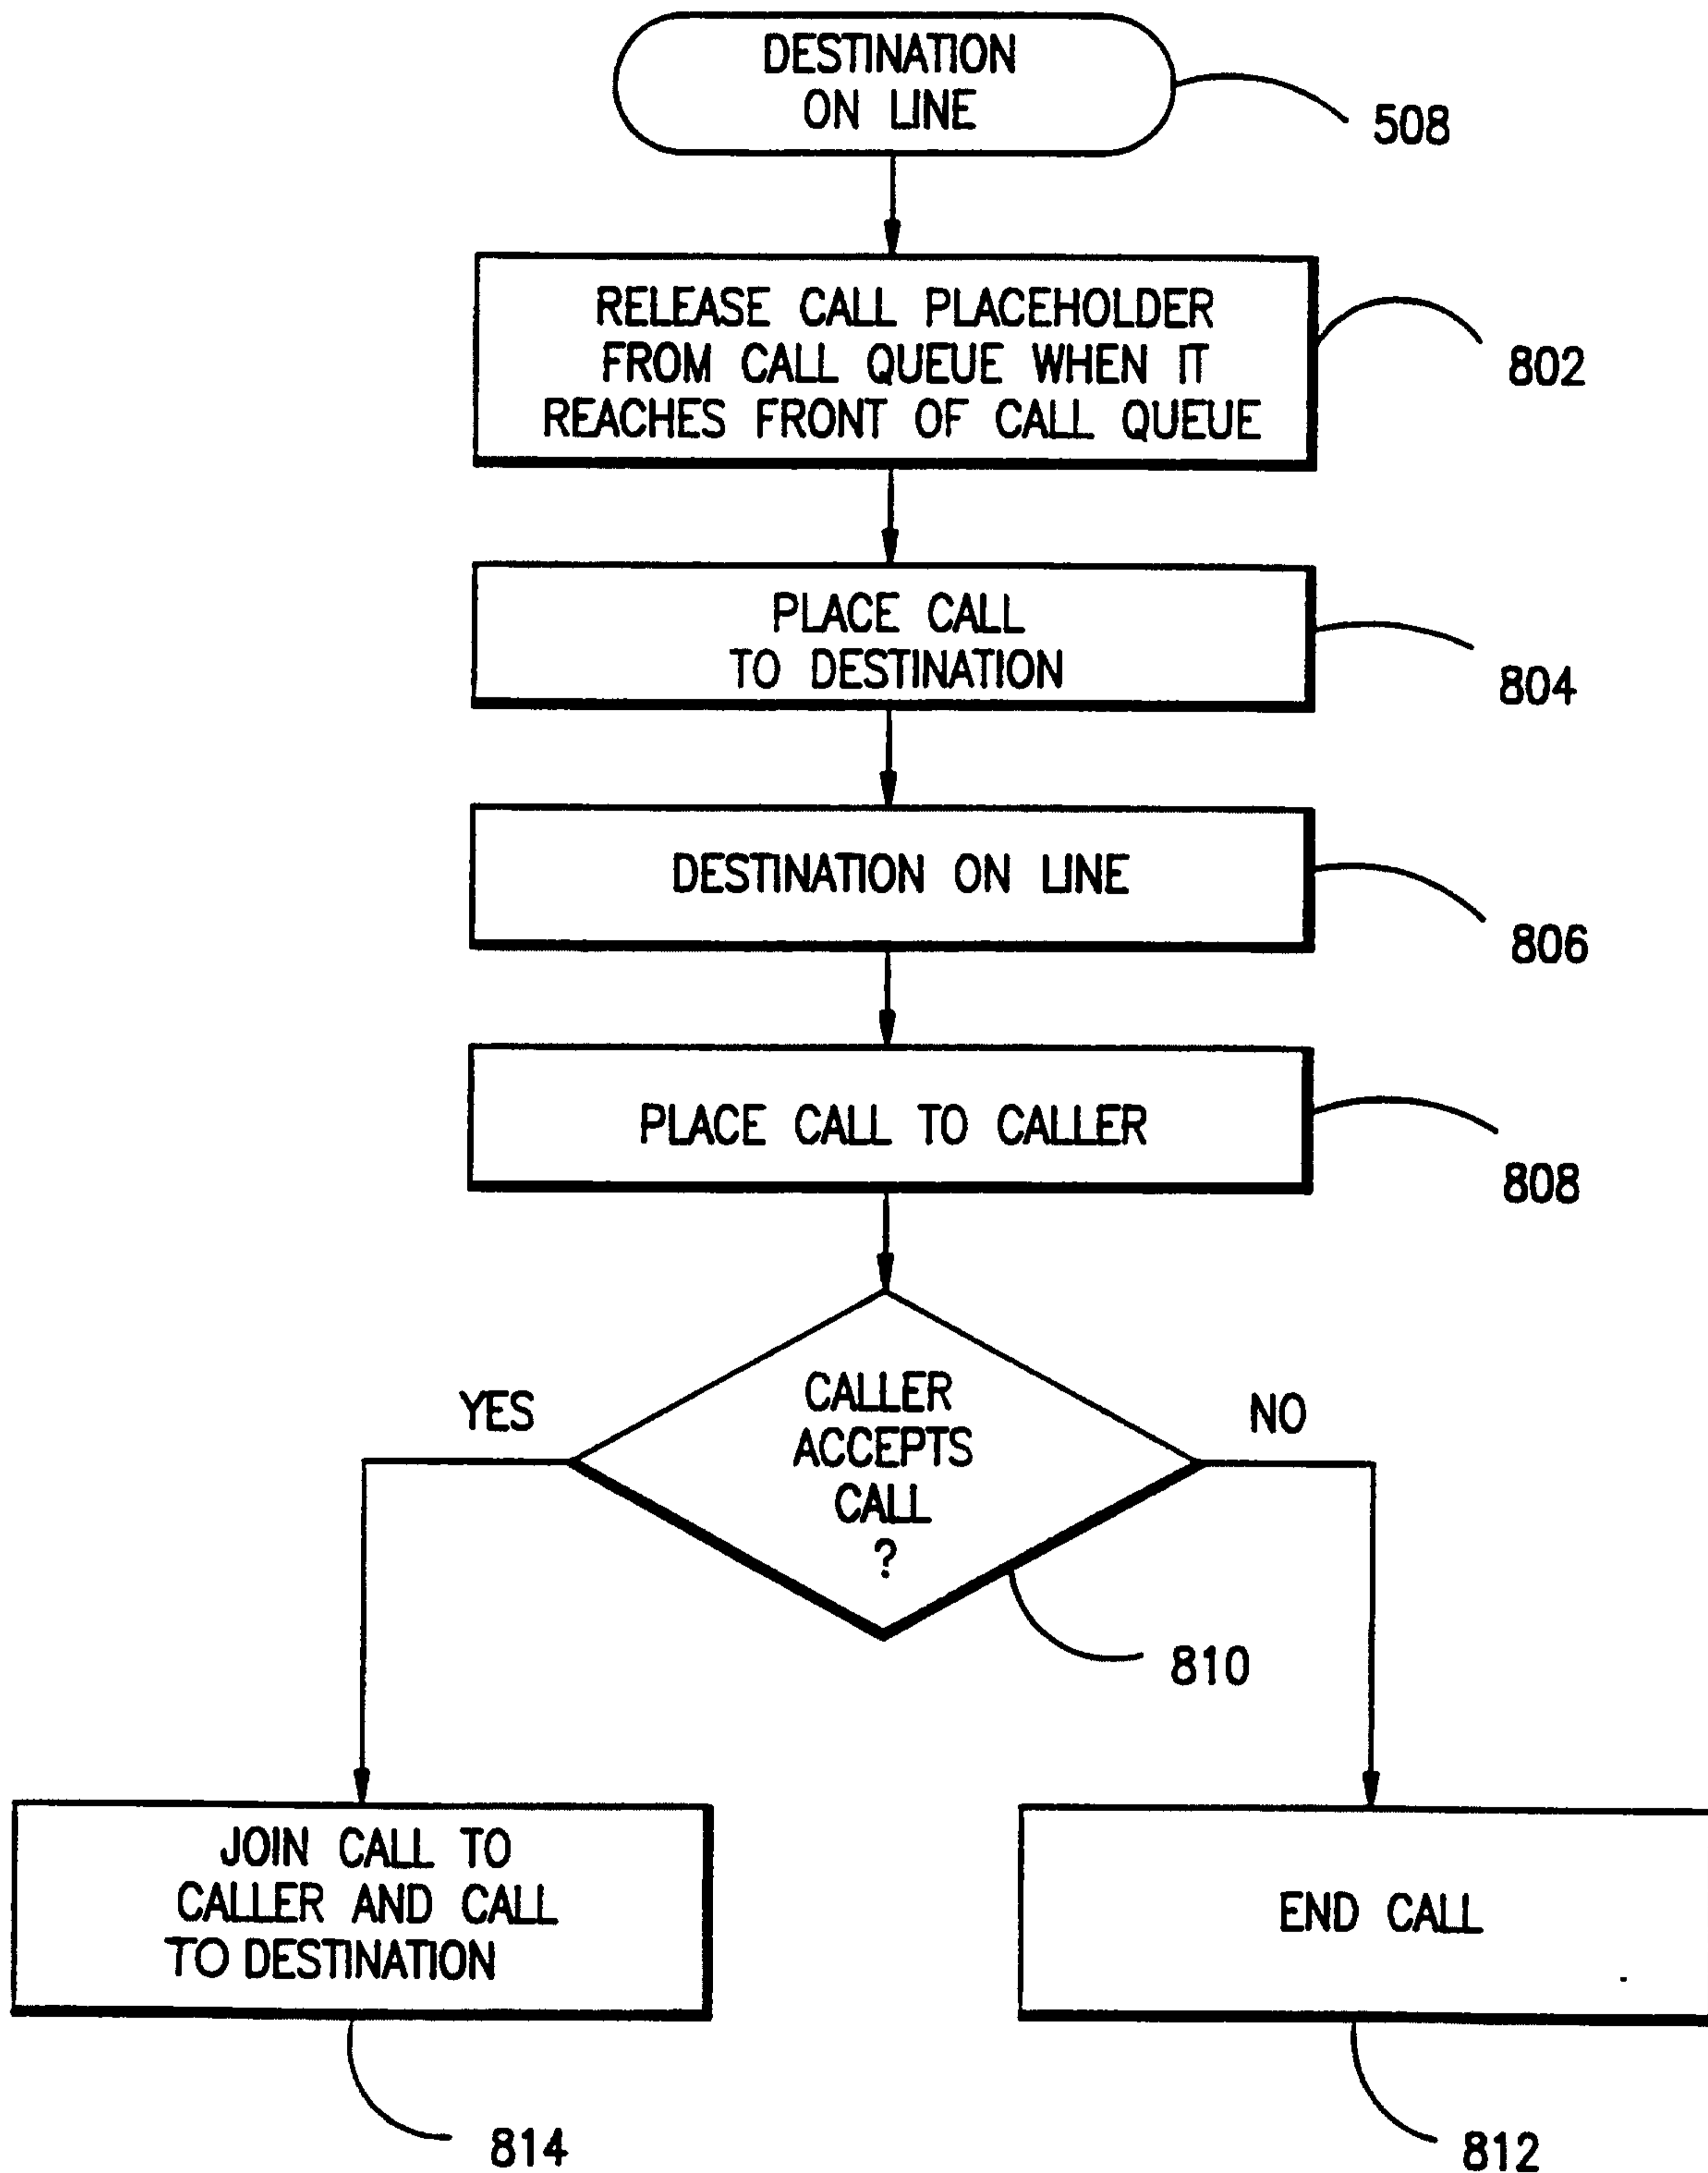 DESTINATION
ON LINE
508
RELEASE CALL PLACEHOLDER
FROM CALL QUEUE WHEN IT
REACHES FRONT OF CALL QUEUE
802
PLACE CALL
TO DESTINATION
804
DESTINATION ON LINE
806
PLACE CALL TO CALLER
808
YES
CALLER
ACCEPTS
CALL
?
NO
810
JOIN CALL TO
CALLER AND CALL
TO DESTINATION
END CALL
814
812